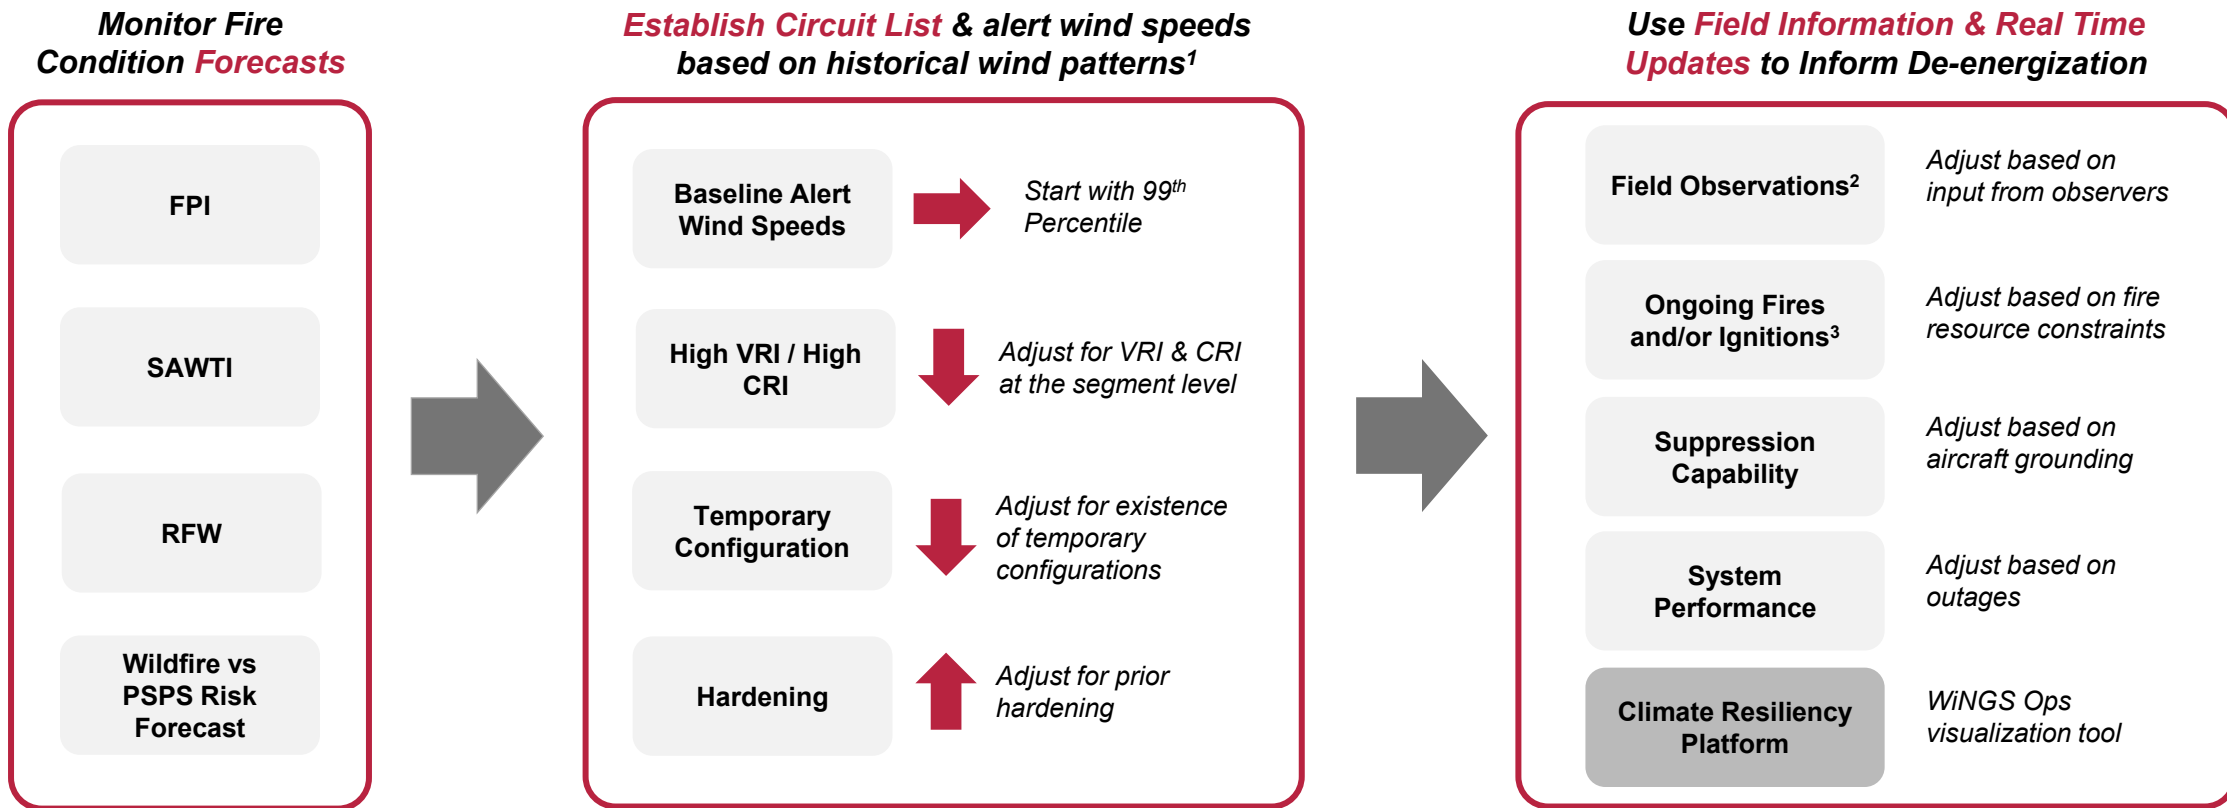 Monitor Fire
Condition Forecasts
FPI
SAWTI
RFW
Wildfire vs
PSPS Risk
Forecast
Establish Circuit List & alert wind speeds
based on historical wind patterns¹
Baseline Alert
Wind Speeds
Start with 99th
Percentile
High VRI / High
CRI
Adjust for VRI & CRI
at the segment level
Temporary
Configuration
Adjust for existence
of temporary
configurations
Hardening
Adjust for prior
hardening
Use Field Information & Real Time
Updates to Inform De-energization
Field Observations²
Adjust based on
input from observers
Ongoing Fires
and/or Ignitions³
Adjust based on fire
resource constraints
Suppression
Capability
Adjust based on
aircraft grounding
System
Performance
Adjust based on
outages
Climate Resiliency
Platform
WiNGS Ops
visualization tool